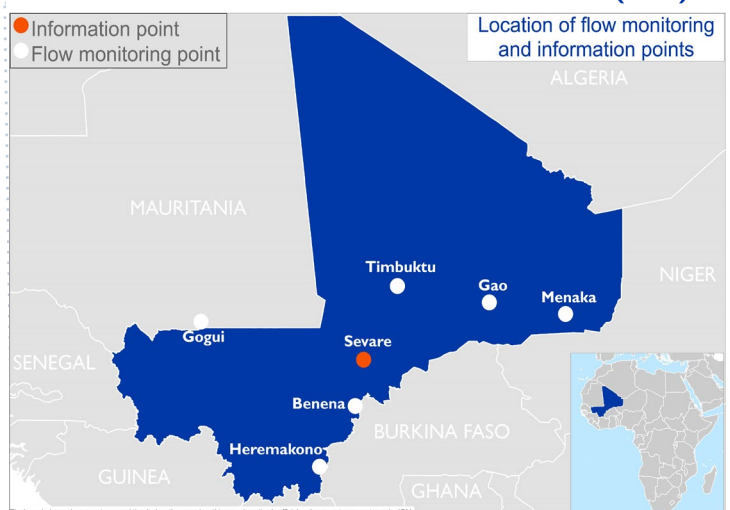 Information point
Flow monitoring point
Location of flow monitoring
and information points
ALGERIA
MAURITANIA
Timbuktu
Gao
Menaka
NIGER
Gogui
Sevare
SENEGAL
Benena
BURKINA FASO
Heremakono
GUINEA
GHANA